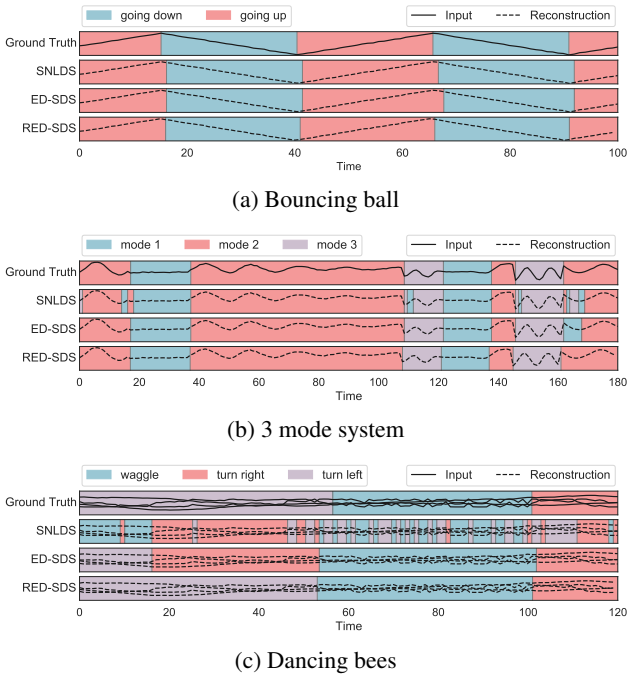 going down going up Input Reconstruction
Ground Truth
SNLDS
ED-SDS
RED-SDS
0 20 40 60 80 100
Time
(a) Bouncing ball
mode 1 mode 2 mode 3 Input Reconstruction
Ground Truth
SNLDS
ED-SDS
RED-SDS
0 20 40 60 80 100 120 140 160 180
Time
(b) 3 mode system
waggle turn right turn left Input Reconstruction
Ground Truth
SNLDS
ED-SDS
RED-SDS
0 20 40 60 80 100 120
Time
(c) Dancing bees